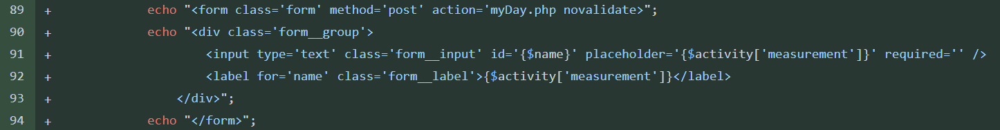 89 + echo "<form class='form' method='post' action='myDay.php novalidate>";
90 + echo "<div class='form__group'>
91 + <input type='text' class='form__input' id='{$name}' placeholder='{$activity['measurement']}' required='' />
92 + <label for='name' class='form__label'>{$activity['measurement']}</label>
93 + </div>";
94 + echo "</form>";